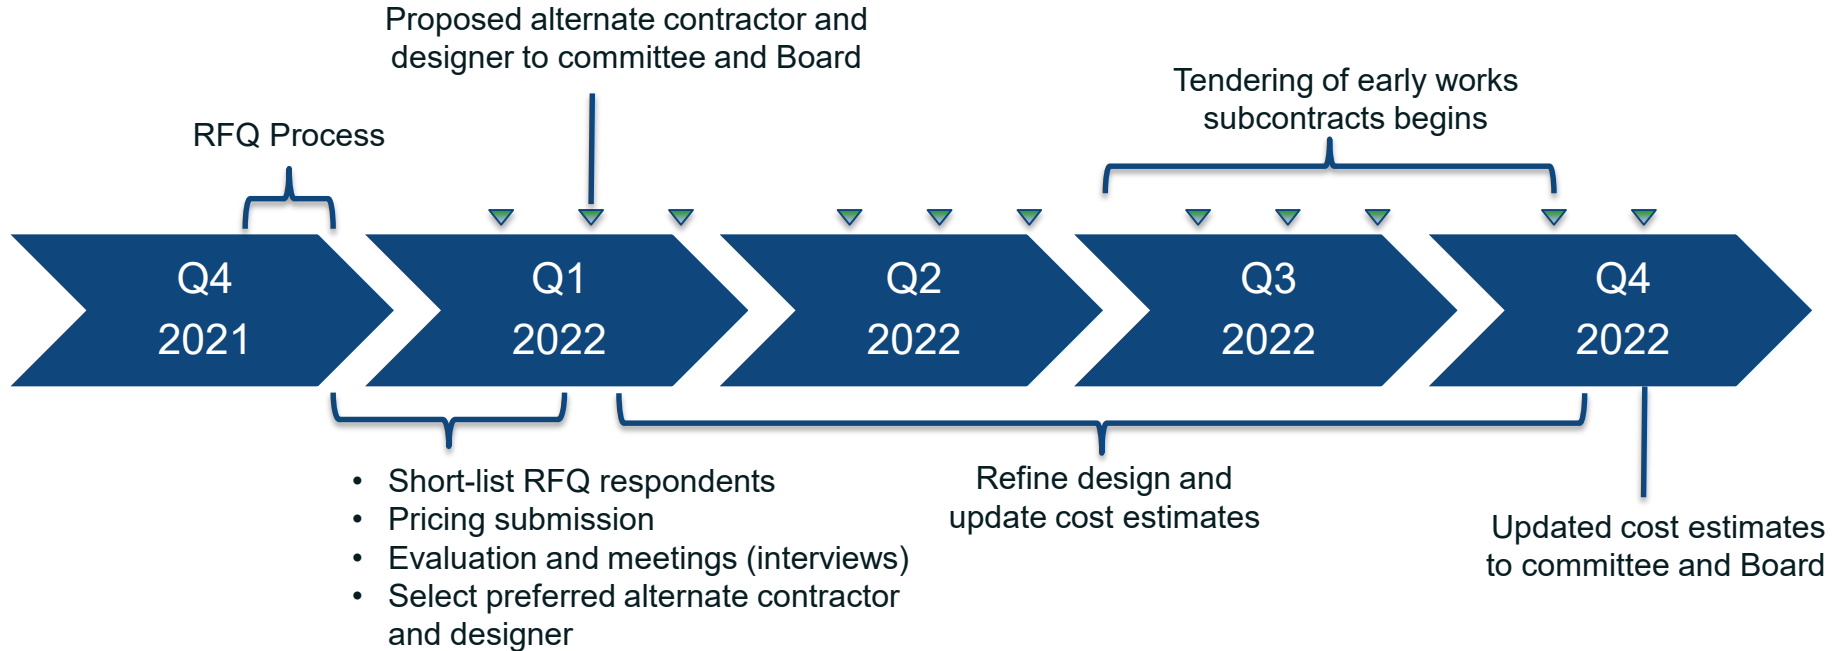 Proposed alternate contractor and
designer to committee and Board
Tendering of early works
subcontracts begins
RFQ Process
Q4
2021
Q1
2022
Q2
2022
Q3
2022
Q4
2022
• Short-list RFQ respondents
• Pricing submission
• Evaluation and meetings (interviews)
• Select preferred alternate contractor
and designer
Refine design and
update cost estimates
Updated cost estimates
to committee and Board